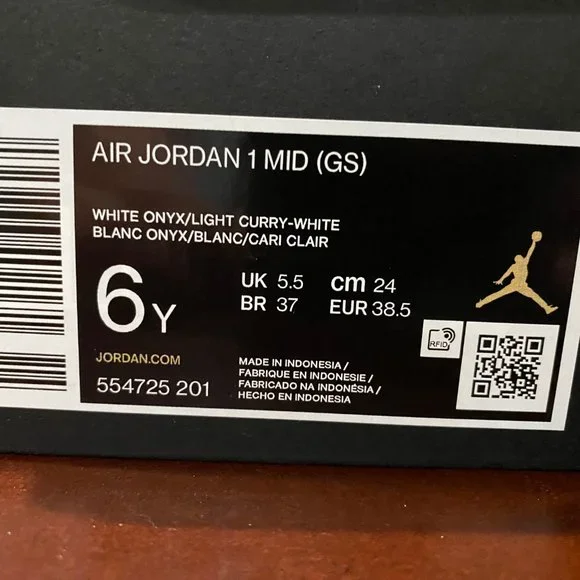 AIR JORDAN 1 MID (GS)
WHITE ONYX/LIGHT CURRY-WHITE
BLANC ONYX/BLANC/CARI CLAIR
6Y
UK 5.5 cm 24
BR 37 EUR 38.5
RFID
JORDAN.COM
554725 201
MADE IN INDONESIA/
FABRIQUE EN INDONESIE/
FABRICADO NA INDONÉSIA/
HECHO EN INDONESIA